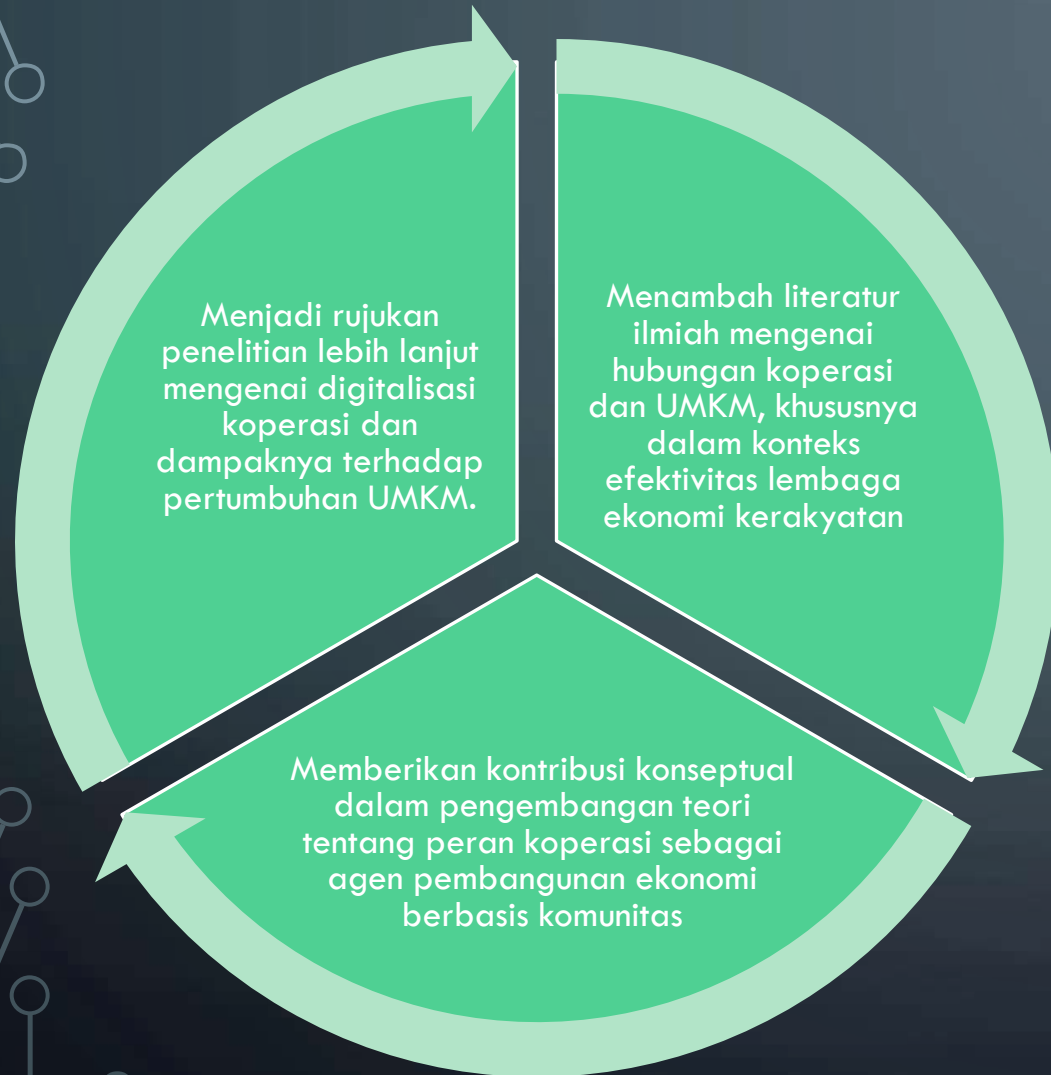 Menjadi rujukan
penelitian lebih lanjut
mengenai digitalisasi
koperasi dan
dampaknya terhadap
pertumbuhan UMKM.
Menambah literatur
ilmiah mengenai
hubungan koperasi
dan UMKM, khususnya
dalam konteks
efektivitas lembaga
ekonomi kerakyatan
Memberikan kontribusi konseptual
dalam pengembangan teori
tentang peran koperasi sebagai
agen pembangunan ekonomi
berbasis komunitas